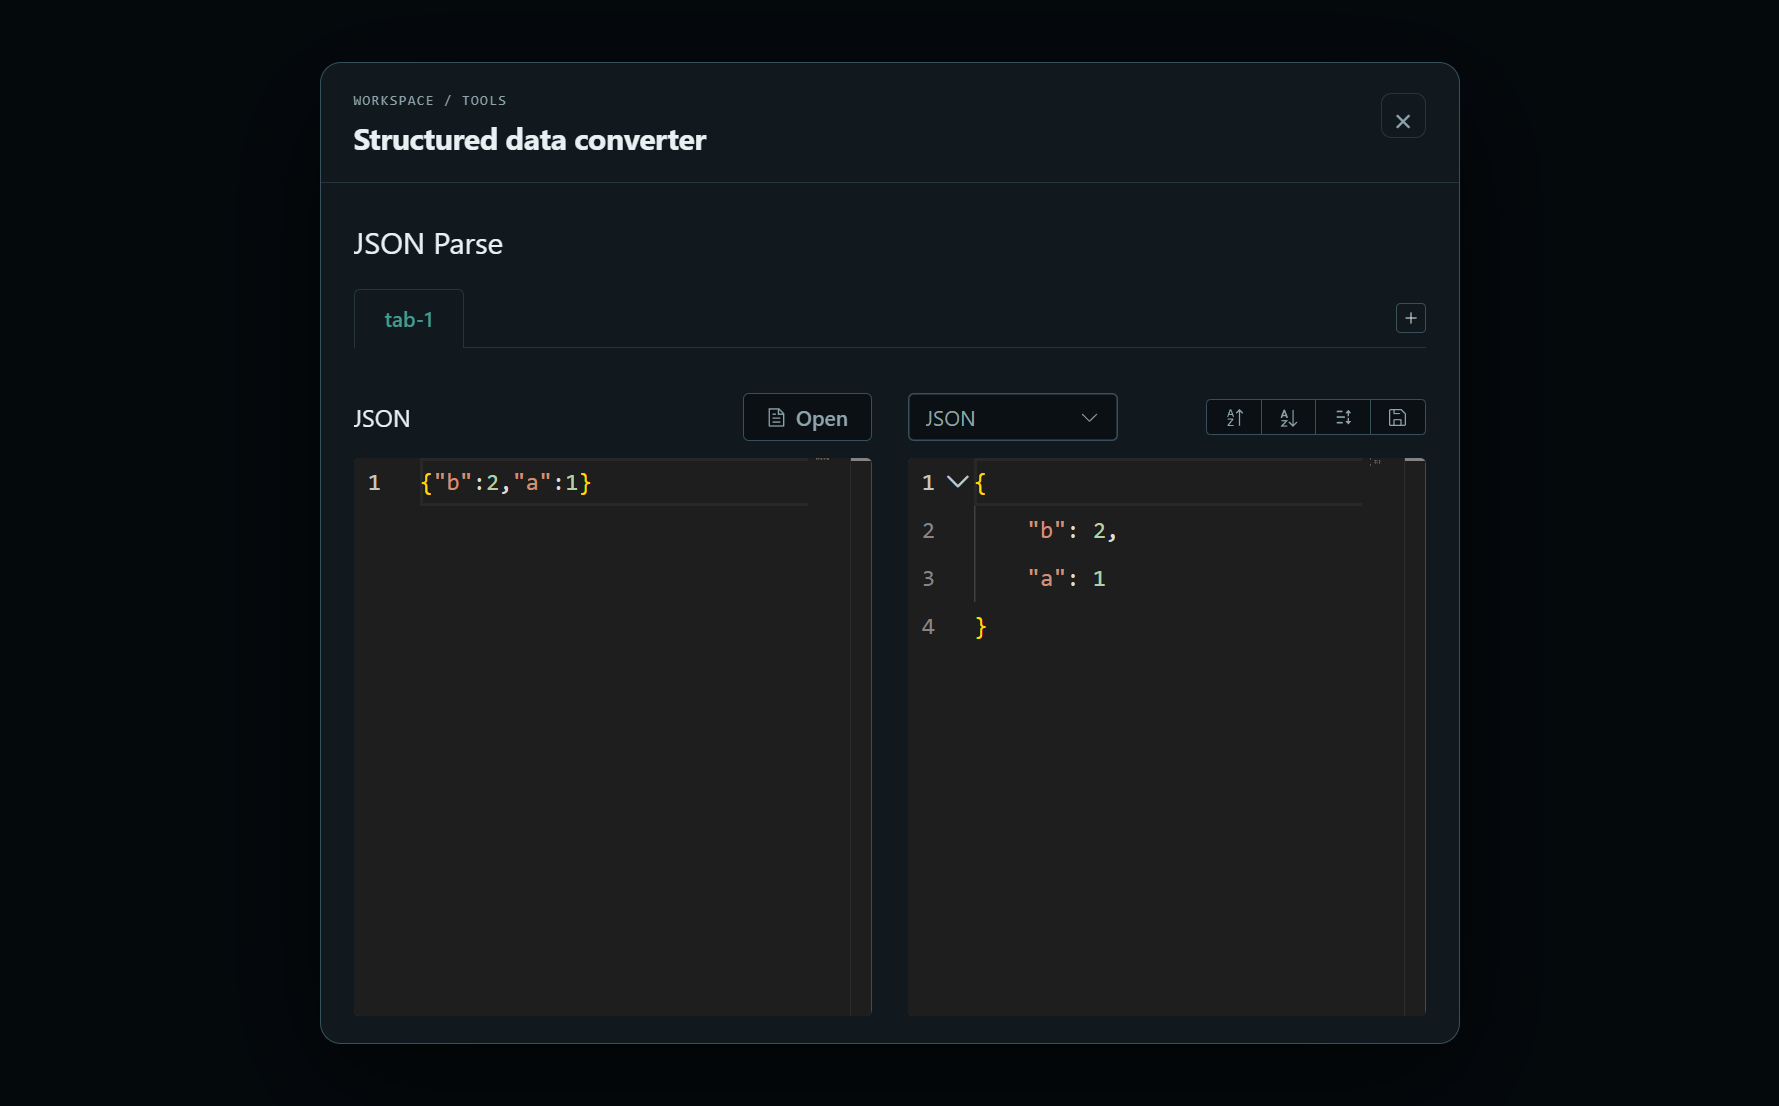 WORKSPACE / TOOLS
Structured data converter
JSON Parse
tab-1
JSON
Open
JSON
1 {"b":2,"a":1}
1 {
2 "b": 2,
3 "a": 1
4 }